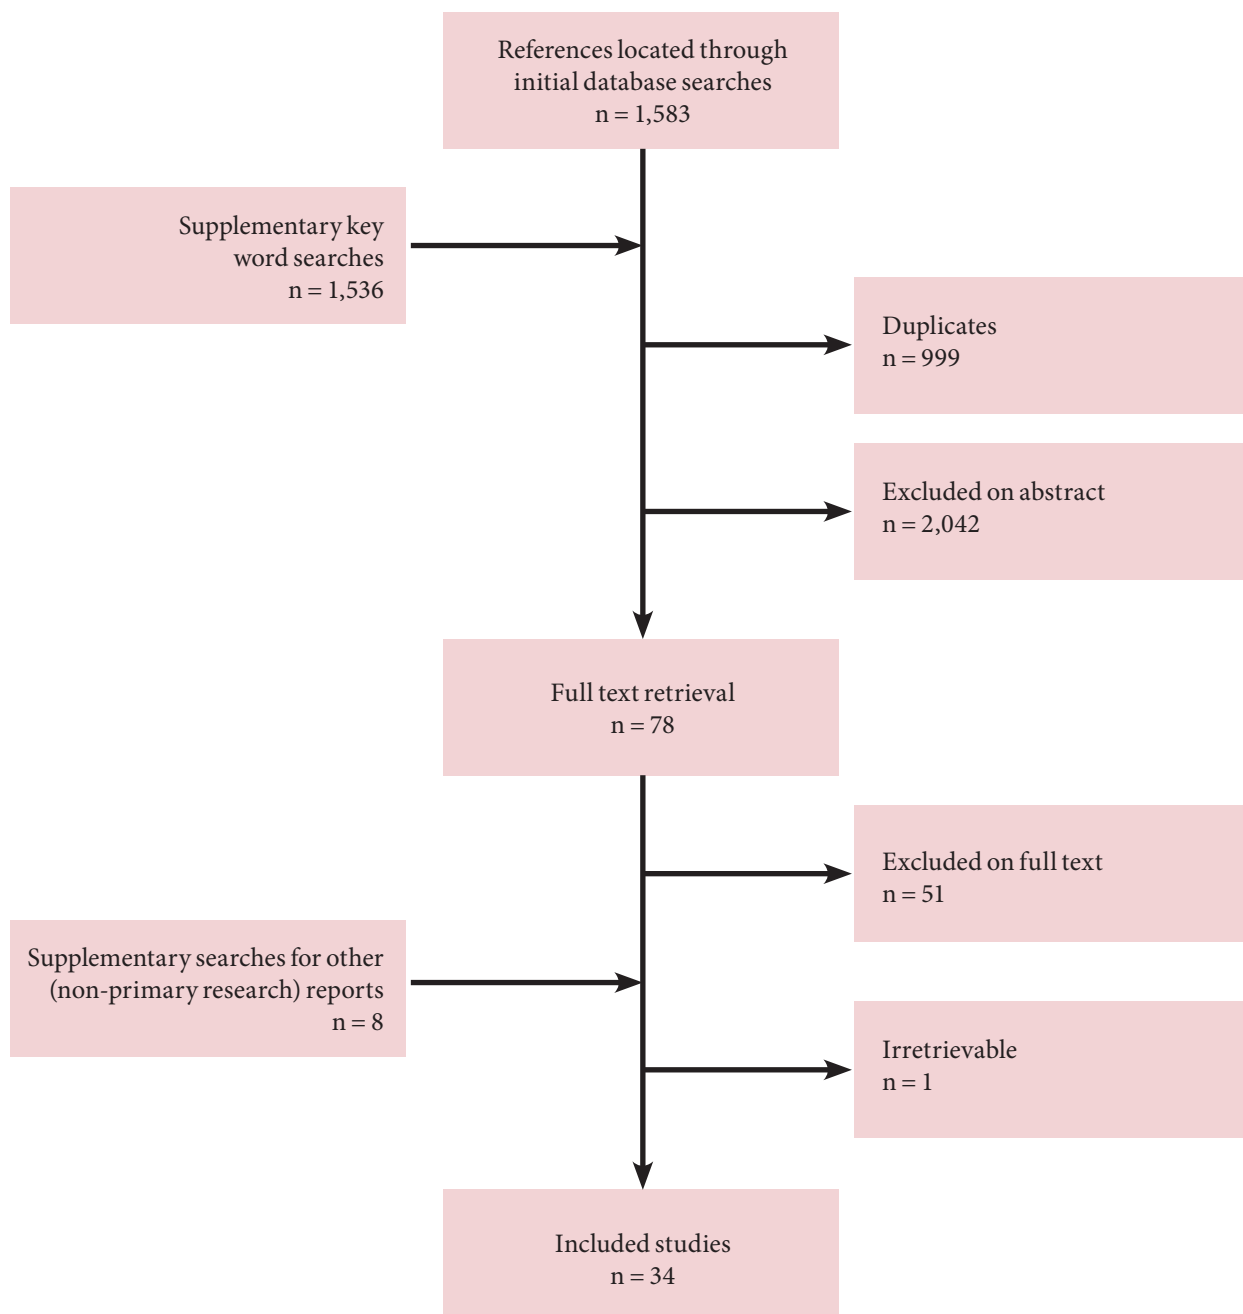 References located through
initial database searches
n = 1,583
Supplementary key
word searches
n = 1,536
Duplicates
n = 999
Excluded on abstract
n = 2,042
Full text retrieval
n = 78
Excluded on full text
n = 51
Supplementary searches for other
(non-primary research) reports
n = 8
Irretrievable
n = 1
Included studies
n = 34